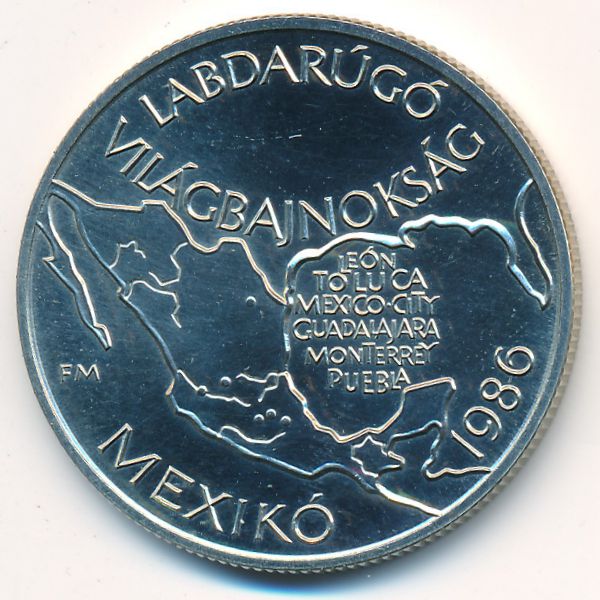 LABDARÚGÓ
VILÁGBAJNOKSÁG
LEÓN
TOLUCA
MEXICO·CITY
GUADALAJARA
MONTERREY
PUEBLA
FM
1986
MEXIKÓ